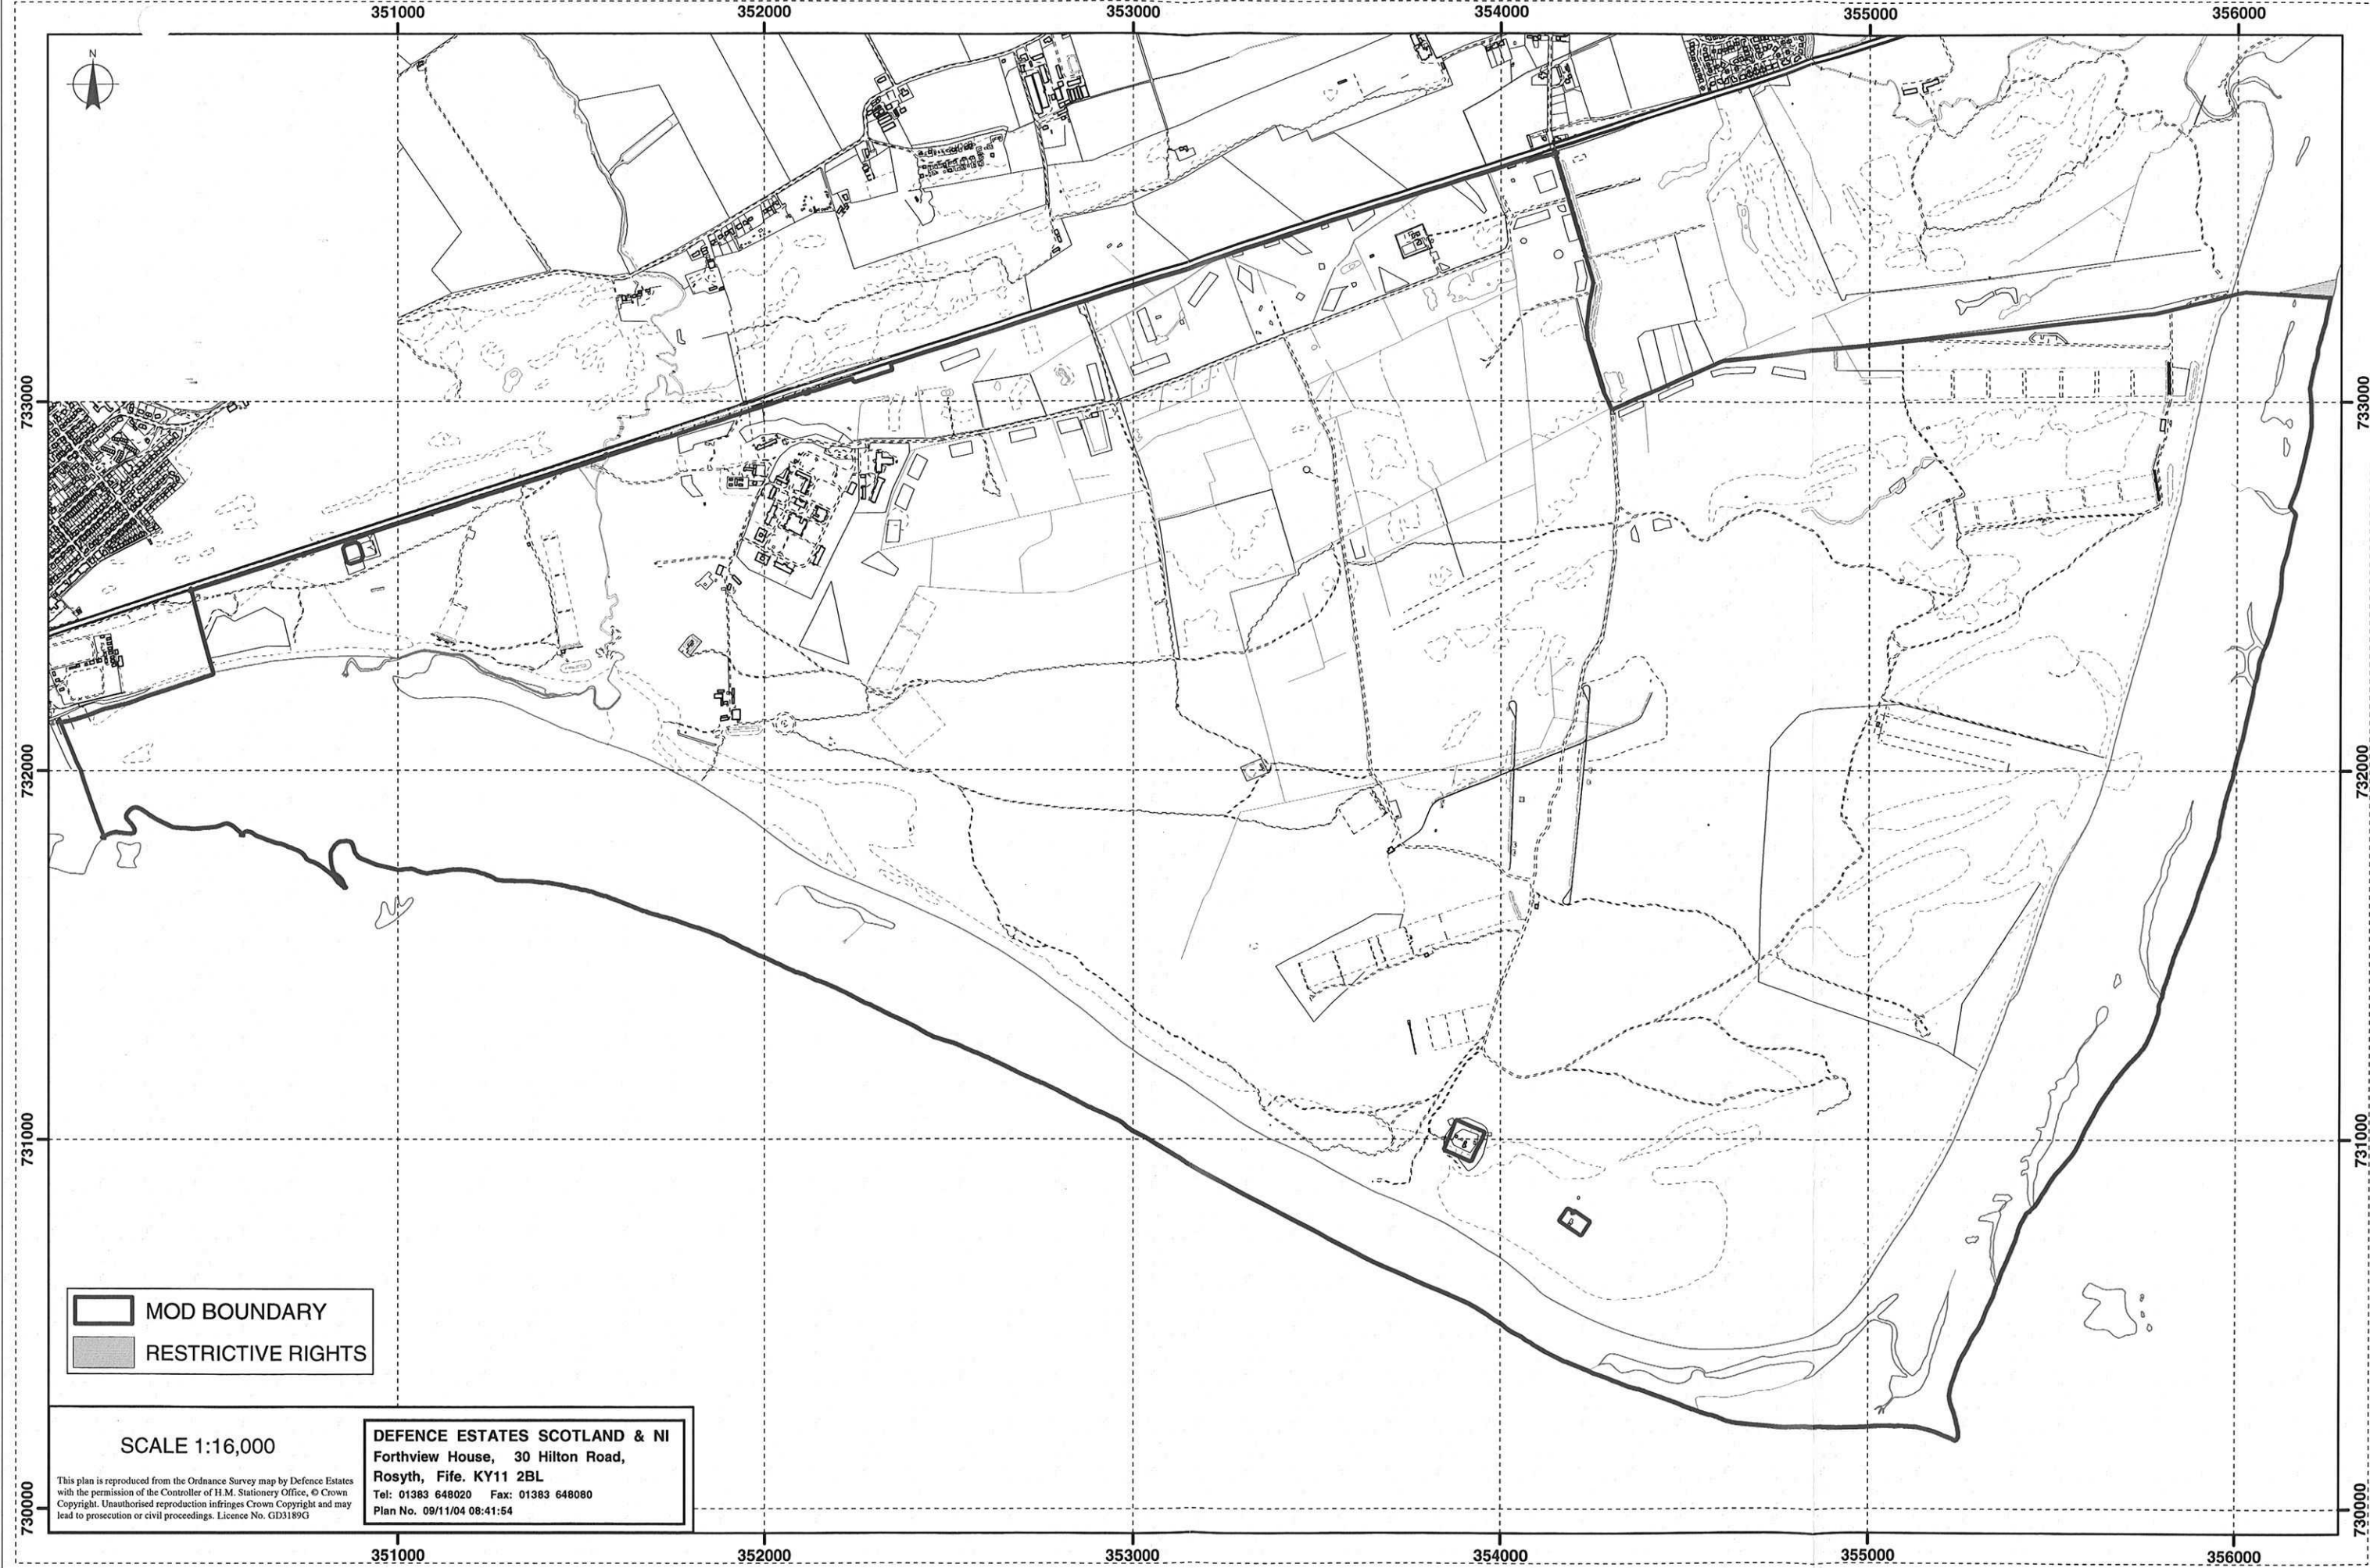 351000 352000 353000 354000 355000 356000
N
733000 733000
732000 732000
731000 731000
730000 730000
MOD BOUNDARY
RESTRICTIVE RIGHTS
SCALE 1:16,000
This plan is reproduced from the Ordnance Survey map by Defence Estates
with the permission of the Controller of H.M. Stationery Office, © Crown
Copyright. Unauthorised reproduction infringes Crown Copyright and may
lead to prosecution or civil proceedings. Licence No. GD3189G
DEFENCE ESTATES SCOTLAND & NI
Forthview House, 30 Hilton Road,
Rosyth, Fife. KY11 2BL
Tel: 01383 648020 Fax: 01383 648080
Plan No. 09/11/04 08:41:54
351000 352000 353000 354000 355000 356000